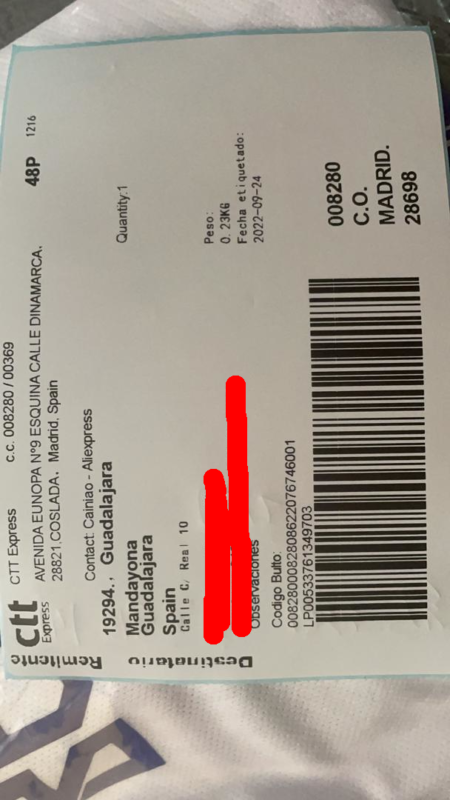 Remitente
ctt
Express
CTT Express c.c. 008280 / 00369
AVENIDA EUNOPA Nº9 ESQUINA CALLE DINAMARCA.
28821,COSLADA, Madrid, Spain
48P 1216
Contact: Cainiao - Aliexpress
Destinatario
19294., Guadalajara
Quantity:1
Mandayona
Guadalajara
Spain
Calle C, Real 10
Peso:
0.23KG
Fecha etiquetado:
2022-09-24
Observaciones
Codigo Bulto:
0082800082808622076746001
LP00533761349703
008280
C.O.
MADRID.
28698